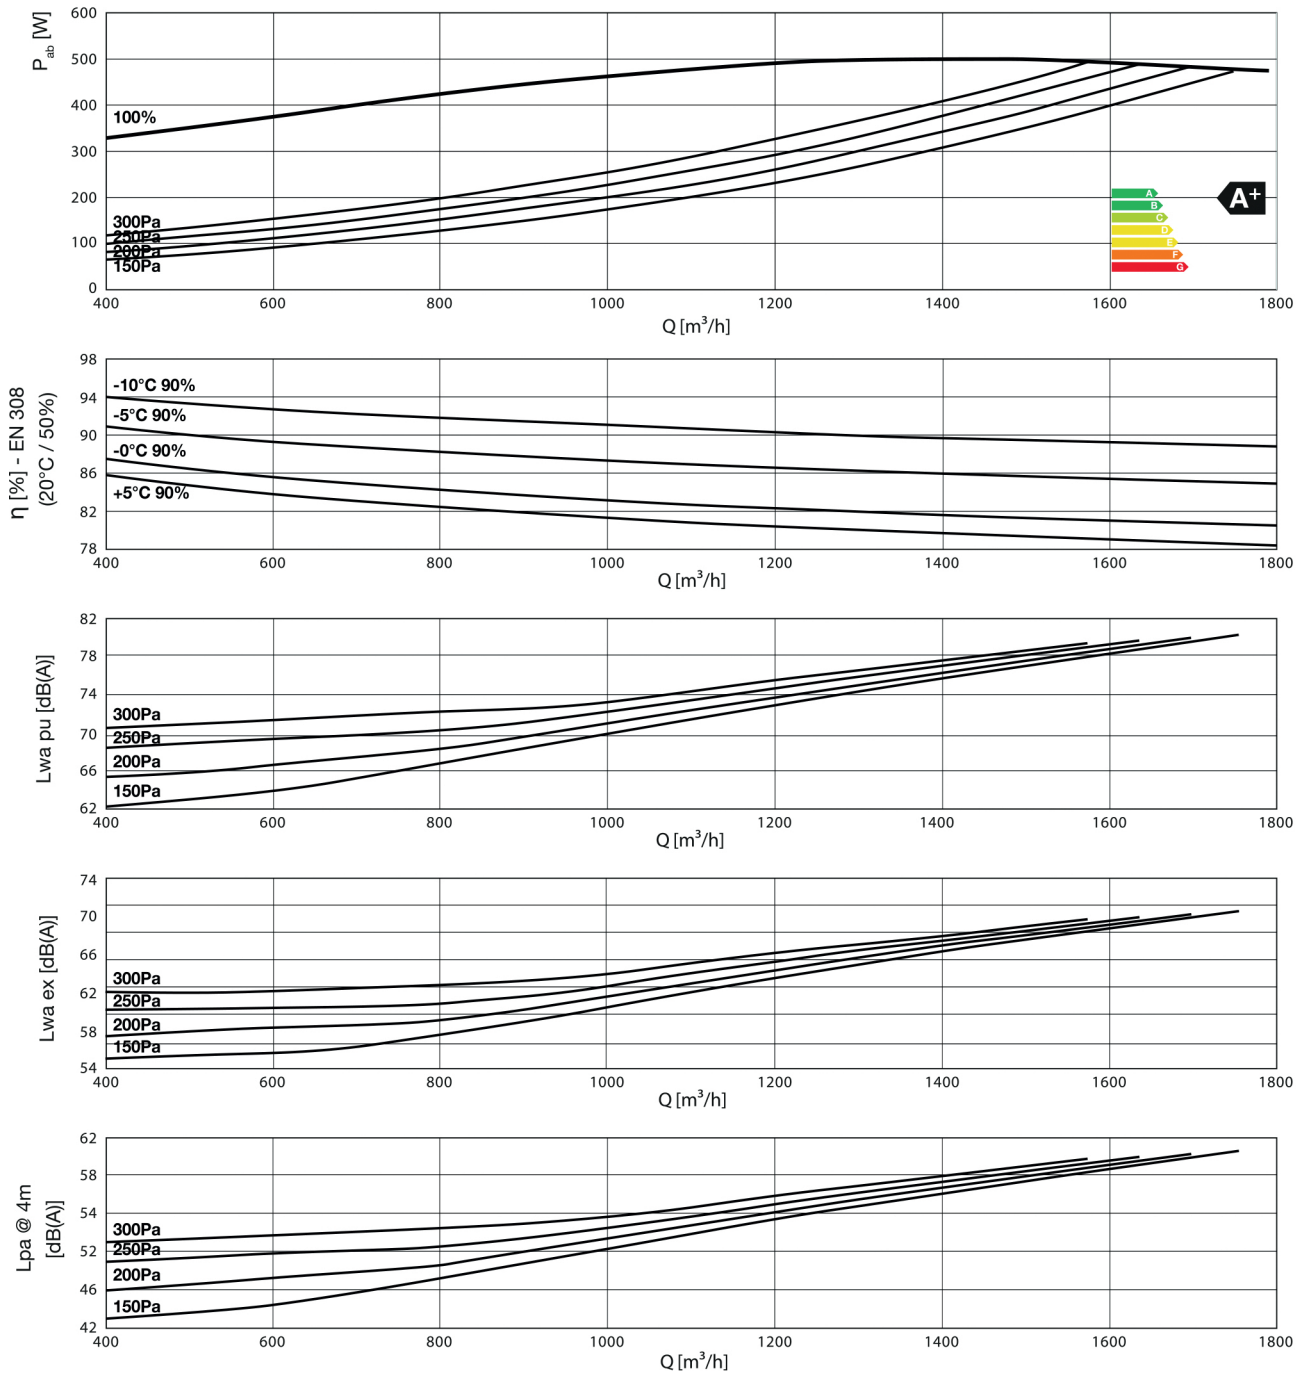 600
500
400
300
200
100
0
P ab [W]
100%
300Pa
250Pa
200Pa
150Pa
A
B
C
D
E
F
G
A+
400 600 800 1000 1200 1400 1600 1800
Q [m³/h]
98
94
90
86
82
78
η [%] - EN 308
(20°C / 50%)
-10°C 90%
-5°C 90%
-0°C 90%
+5°C 90%
400 600 800 1000 1200 1400 1600 1800
Q [m³/h]
82
78
74
70
66
62
Lwa pu [dB(A)]
300Pa
250Pa
200Pa
150Pa
400 600 800 1000 1200 1400 1600 1800
Q [m³/h]
74
70
66
62
58
54
Lwa ex [dB(A)]
300Pa
250Pa
200Pa
150Pa
400 600 800 1000 1200 1400 1600 1800
Q [m³/h]
62
58
54
52
46
42
Lpa @ 4m
[dB(A)]
300Pa
250Pa
200Pa
150Pa
400 600 800 1000 1200 1400 1600 1800
Q [m³/h]